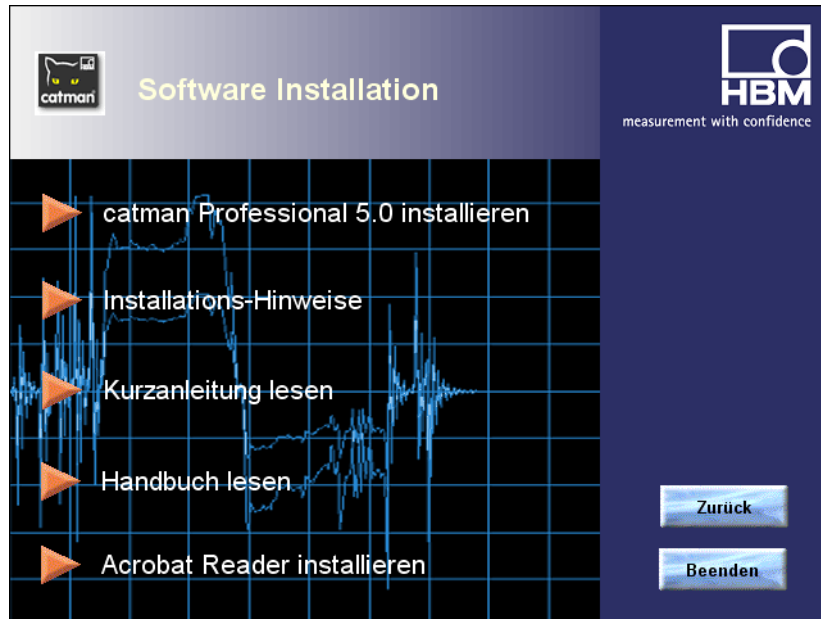 catman
Software Installation
HBM
measurement with confidence
catman Professional 5.0 installieren
Installations-Hinweise
Kurzanleitung lesen
Handbuch lesen
Acrobat Reader installieren
Zurück
Beenden